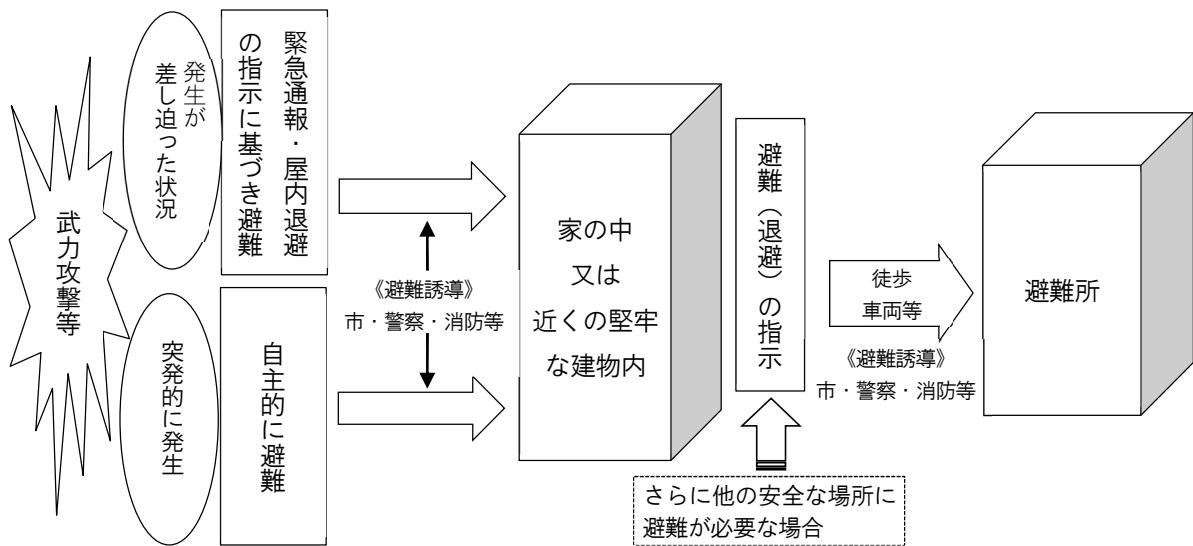 武力攻撃等
発生が
差し迫った状況
緊急通報・屋内退避
の指示に基づき避難
突発的に発生
自主的に避難
《避難誘導》
市・警察・消防等
家の中
又は
近くの堅牢
な建物内
避難（退避）の指示
さらに他の安全な場所に
避難が必要な場合
徒歩
車両等
《避難誘導》
市・警察・消防等
避難所